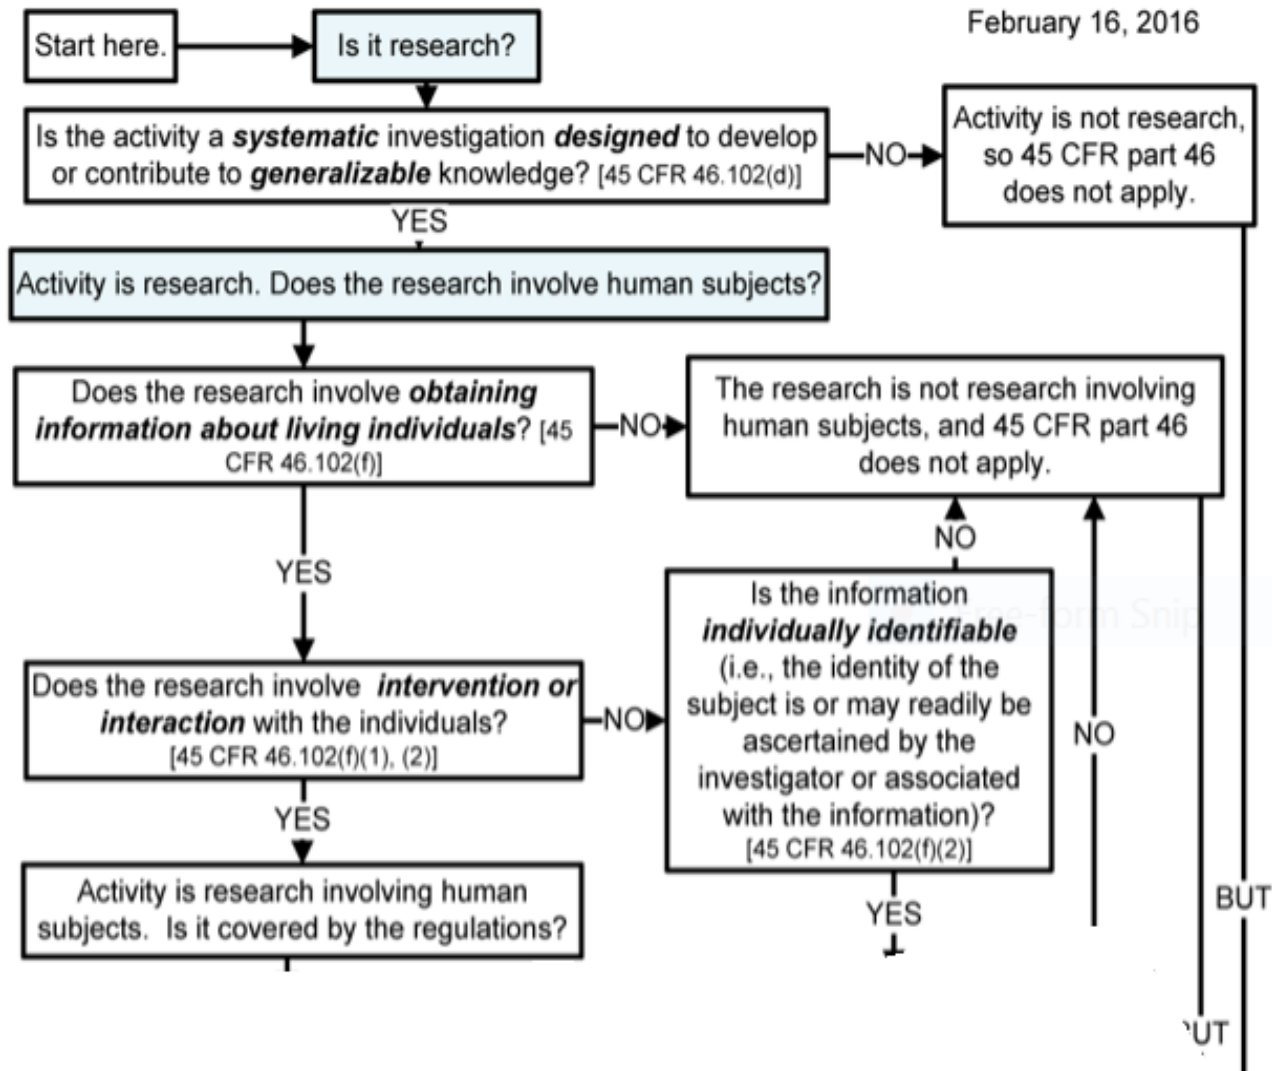 February 16, 2016
Start here.
Is it research?
Is the activity a systematic investigation designed to develop
or contribute to generalizable knowledge? [45 CFR 46.102(d)]
NO
Activity is not research,
so 45 CFR part 46
does not apply.
YES
Activity is research. Does the research involve human subjects?
Does the research involve obtaining
information about living individuals? [45
CFR 46.102(f)]
NO
The research is not research involving
human subjects, and 45 CFR part 46
does not apply.
YES
NO
Is the information
individually identifiable
(i.e., the identity of the
subject is or may readily be
ascertained by the
investigator or associated
with the information)?
[45 CFR 46.102(f)(2)]
Free-form Snip
NO
Does the research involve intervention or
interaction with the individuals?
[45 CFR 46.102(f)(1), (2)]
NO
YES
YES
Activity is research involving human
subjects. Is it covered by the regulations?
BUT